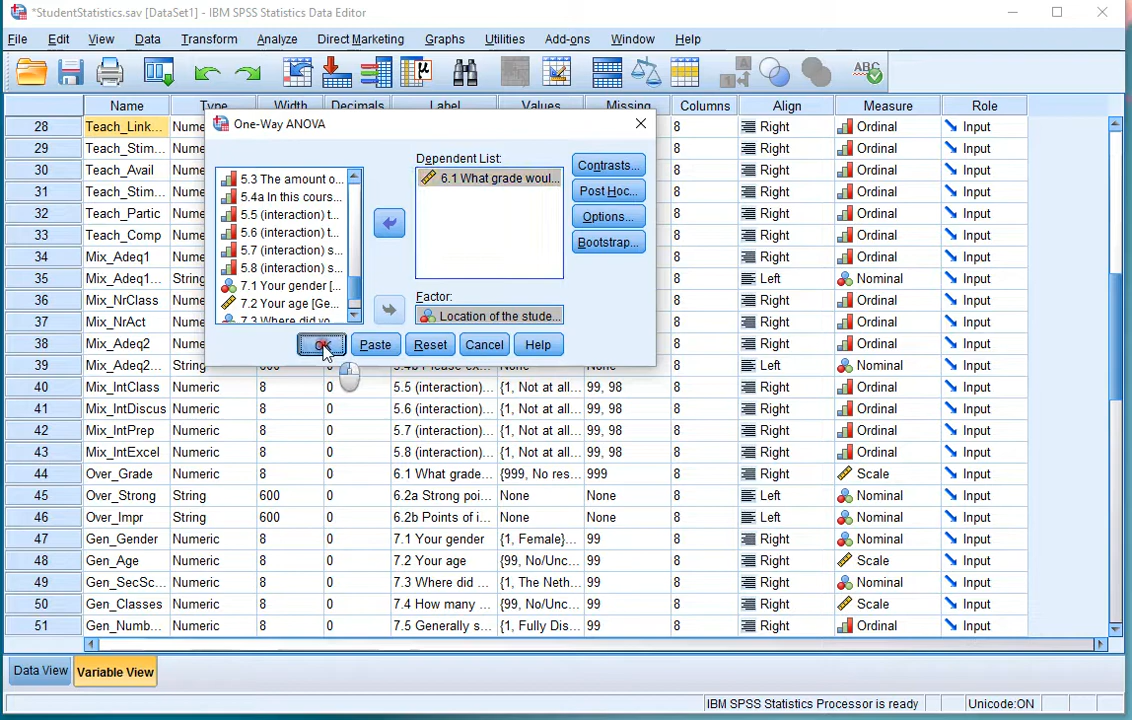 *StudentStatistics.sav [DataSet1] - IBM SPSS Statistics Data Editor
File Edit View Data Transform Analyze Direct Marketing Graphs Utilities Add-ons Window Help
Name Type Width Decimals Label Values Missing Columns Align Measure Role
One-Way ANOVA
5.3 The amount o...
5.4a In this cours...
5.5 (interaction) t...
5.6 (interaction) t...
5.7 (interaction) s...
5.8 (interaction) s...
7.1 Your gender [...
7.2 Your age [Ge...
7.3 Where did yo
Dependent List:
6.1 What grade woul...
Factor:
Location of the stude...
Contrasts...
Post Hoc...
Options...
Bootstrap...
OK Paste Reset Cancel Help
28 Teach_Link... Nume 8 Right Ordinal Input
29 Teach_Stim... Nume 8 Right Ordinal Input
30 Teach_Avail Nume 8 Right Ordinal Input
31 Teach_Stim... Nume 8 Right Ordinal Input
32 Teach_Partic Nume 8 Right Ordinal Input
33 Teach_Comp Nume 8 Right Ordinal Input
34 Mix_Adeq1 Nume 8 Right Ordinal Input
35 Mix_Adeq1... String 8 Left Nominal Input
36 Mix_NrClass Nume 8 Right Ordinal Input
37 Mix_NrAct Nume 8 Right Ordinal Input
38 Mix_Adeq2 Nume 8 Right Ordinal Input
39 Mix_Adeq2... String 600 0 5.4b Please ex... None None 8 Left Nominal Input
40 Mix_IntClass Numeric 8 0 5.5 (interaction)... {1, Not at all... 99, 98 8 Right Ordinal Input
41 Mix_IntDiscus Numeric 8 0 5.6 (interaction)... {1, Not at all... 99, 98 8 Right Ordinal Input
42 Mix_IntPrep Numeric 8 0 5.7 (interaction)... {1, Not at all... 99, 98 8 Right Ordinal Input
43 Mix_IntExcel Numeric 8 0 5.8 (interaction)... {1, Not at all... 99, 98 8 Right Ordinal Input
44 Over_Grade Numeric 8 0 6.1 What grade... {999, No res... 999 8 Right Scale Input
45 Over_Strong String 600 0 6.2a Strong poi... None None 8 Left Nominal Input
46 Over_Impr String 600 0 6.2b Points of i... None None 8 Left Nominal Input
47 Gen_Gender Numeric 8 0 7.1 Your gender {1, Female}... 99 8 Right Nominal Input
48 Gen_Age Numeric 8 0 7.2 Your age {99, No/Unc... 99 8 Right Scale Input
49 Gen_SecSc... Numeric 8 0 7.3 Where did ... {1, The Neth... 99 8 Right Nominal Input
50 Gen_Classes Numeric 8 0 7.4 How many ... {99, No/Unc... 99 8 Right Scale Input
51 Gen_Numb... Numeric 8 0 7.5 Generally s... {1, Fully Dis... 99 8 Right Ordinal Input
Data View Variable View
IBM SPSS Statistics Processor is ready Unicode:ON